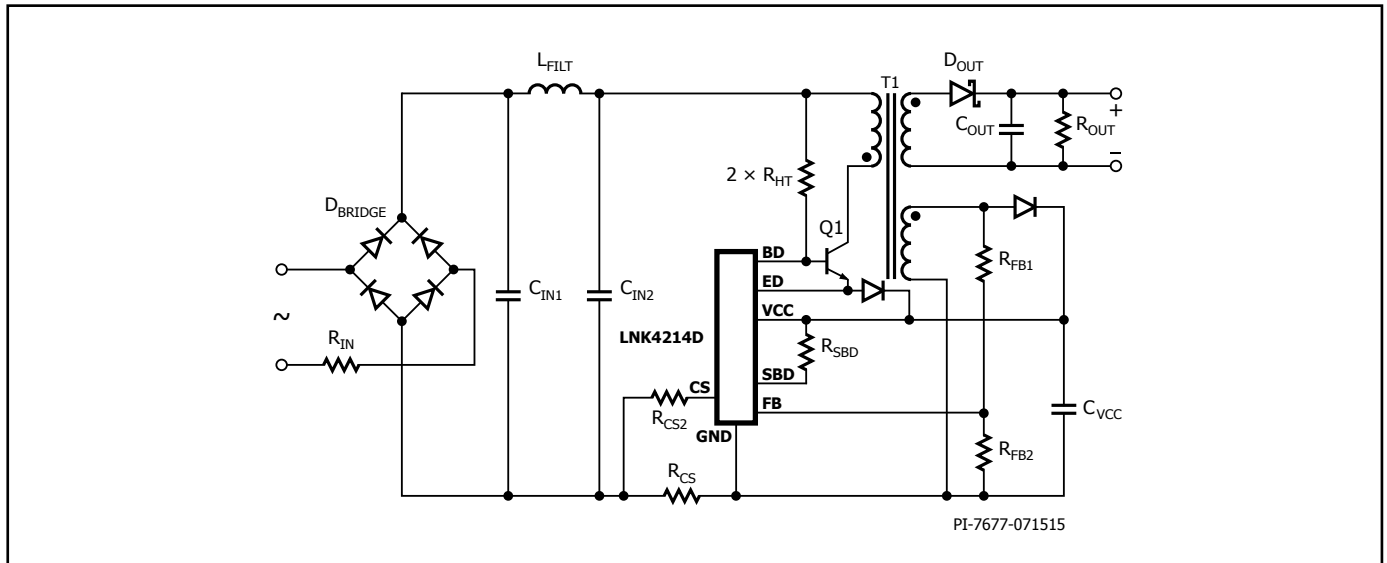 L_FILT
D_OUT
T1
C_OUT
R_OUT
+
−
2 × R_HT
D_BRIDGE
Q1
BD
R_FB1
ED
C_IN1
C_IN2
VCC
~
LNK4214D
R_SBD
R_IN
SBD
CS
FB
C_VCC
R_CS2
GND
R_FB2
R_CS
PI-7677-071515